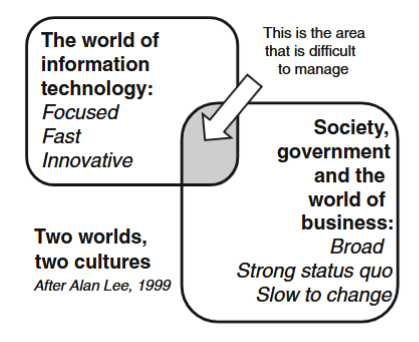 The world of
information
technology:
Focused
Fast
Innovative
This is the area
that is difficult
to manage
Society,
government
and the
world of
business:
Broad
Strong status quo
Slow to change
Two worlds,
two cultures
After Alan Lee, 1999